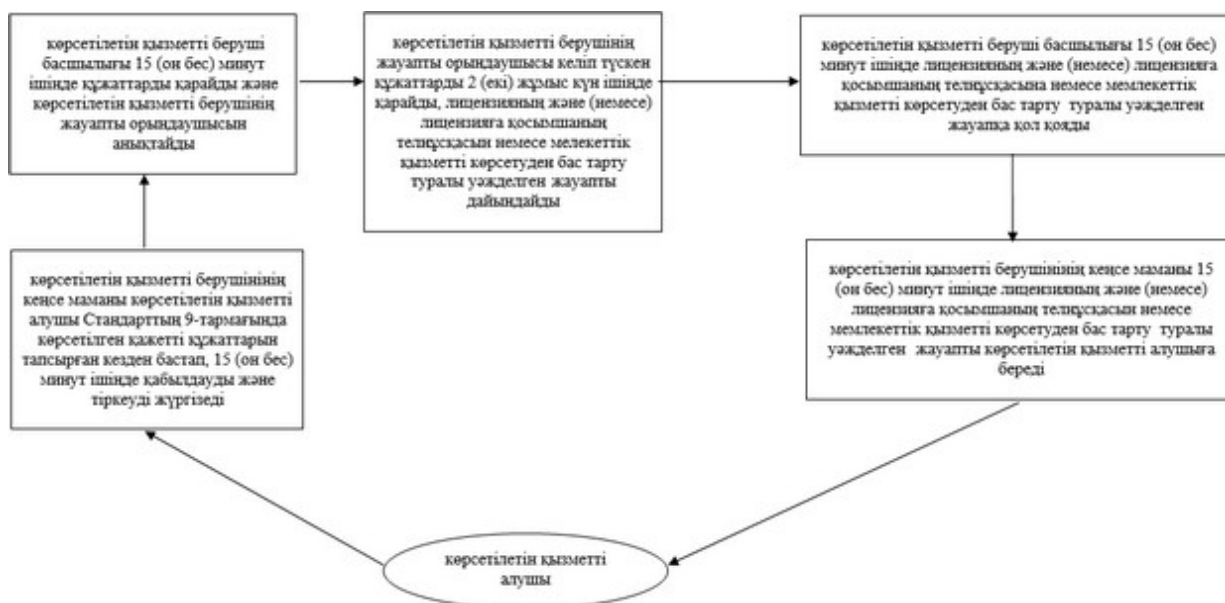 көрсетілетін қызметті беруші
басшылығы 15 (он бес) минут
ішінде құжаттарды қарайды және
көрсетілетін қызметті берушінің
жауапты орындаушысын
анықтайды
көрсетілетін қызметті берушінің
жауапты орындаушысы келіп түскен
құжаттарды 2 (екі) жұмыс күн ішінде
қарайды, лицензияның және (немесе)
лицензияға қосымшаның
телнұсқасын немесе мелекеттік
қызметті көрсетуден бас тарту
туралы уәжделген жауапты
дайындайды
көрсетілетін қызметті беруші басшылығы 15 (он бес)
минут ішінде лицензияның және (немесе) лицензияға
қосымшаның телнұсқасына немесе мемлекеттік
қызметті көрсетуден бас тарту туралы уәжделген
жауапқа қол қояды
көрсетілетін қызметті берушінінің
кеңсе маманы көрсетілетін қызметті
алушы Стандарттың 9-тармағында
көрсетілген қажетті құжаттарын
тапсырған кезден бастап, 15 (он бес)
минут ішінде қабылдауды және
тіркеуді жүргізеді
көрсетілетін қызметті берушінінің кеңсе маманы 15
(он бес) минут ішінде лицензияның және (немесе)
лицензияға қосымшаның телнұсқасын немесе
мемлекеттік қызметті көрсетуден бас тарту туралы
уәжделген жауапты көрсетілетін қызметті алушыға
береді
көрсетілетін қызметті
алушы